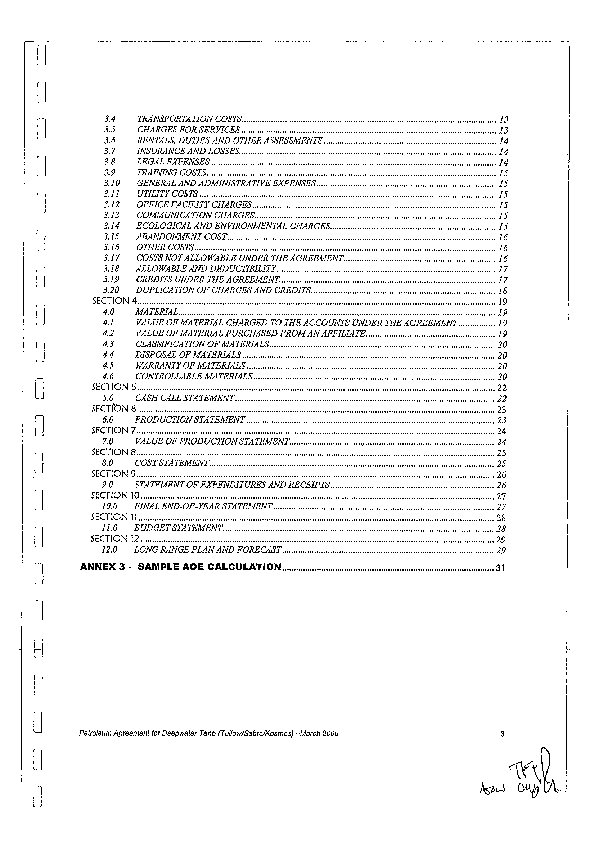 3.4 TRANSPORTATION COSTS 13
3.5 CHARGES FOR SERVICES 13
3.6 RENTALS, DUTIES AND OTHER ASSESSMENTS 14
3.7 INSURANCE AND LOSSES 14
3.8 LEGAL EXPENSES 14
3.9 TRAINING COSTS 15
3.10 GENERAL AND ADMINISTRATIVE EXPENSES 15
3.11 UTILITY COSTS 15
3.12 OFFICE FACILITY CHARGES 15
3.13 COMMUNICATION CHARGES 15
3.14 ECOLOGICAL AND ENVIRONMENTAL CHARGES 15
3.15 ABANDONMENT COST 16
3.16 OTHER COSTS 16
3.17 COSTS NOT ALLOWABLE UNDER THE AGREEMENT 16
3.18 ALLOWABLE AND DEDUCTIBILITY 17
3.19 CREDITS UNDER THE AGREEMENT 17
3.20 DUPLICATION OF CHARGES AND CREDITS 18
SECTION 4 19
4.0 MATERIAL 19
4.1 VALUE OF MATERIAL CHARGED TO THE ACCOUNTS UNDER THE AGREEMENT 19
4.2 VALUE OF MATERIAL PURCHASED FROM AN AFFILIATE 19
4.3 CLASSIFICATION OF MATERIALS 20
4.4 DISPOSAL OF MATERIALS 20
4.5 WARRANTY OF MATERIALS 20
4.6 CONTROLLABLE MATERIALS 20
SECTION 5 22
5.0 CASH CALL STATEMENT 22
SECTION 6 23
6.0 PRODUCTION STATEMENT 23
SECTION 7 24
7.0 VALUE OF PRODUCTION STATEMENT 24
SECTION 8 25
8.0 COST STATEMENT 25
SECTION 9 26
9.0 STATEMENT OF EXPENDITURES AND RECEIPTS 26
SECTION 10 27
10.0 FINAL END-OF-YEAR STATEMENT 27
SECTION 11 28
11.0 BUDGET STATEMENT 28
SECTION 12 29
12.0 LONG RANGE PLAN AND FORECAST 29
ANNEX 3 - SAMPLE AOE CALCULATION 31
Petroleum Agreement for Deepwater Tano (Tullow/Sabre/Kosmos) - March 2006 3